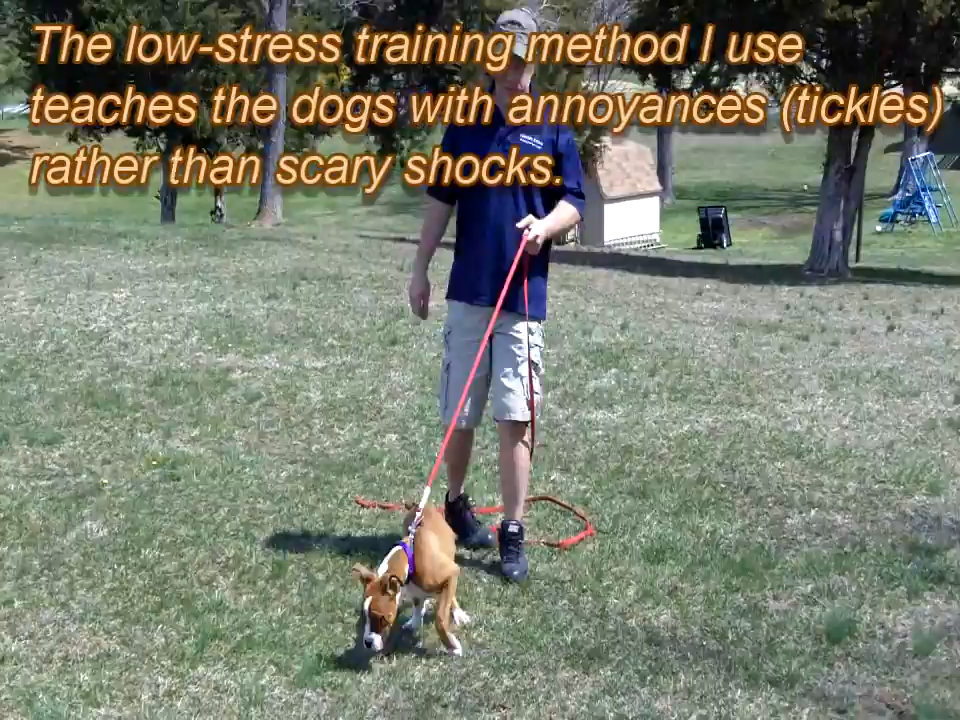 The low-stress training method I use
teaches the dogs with annoyances (tickles)
rather than scary shocks.